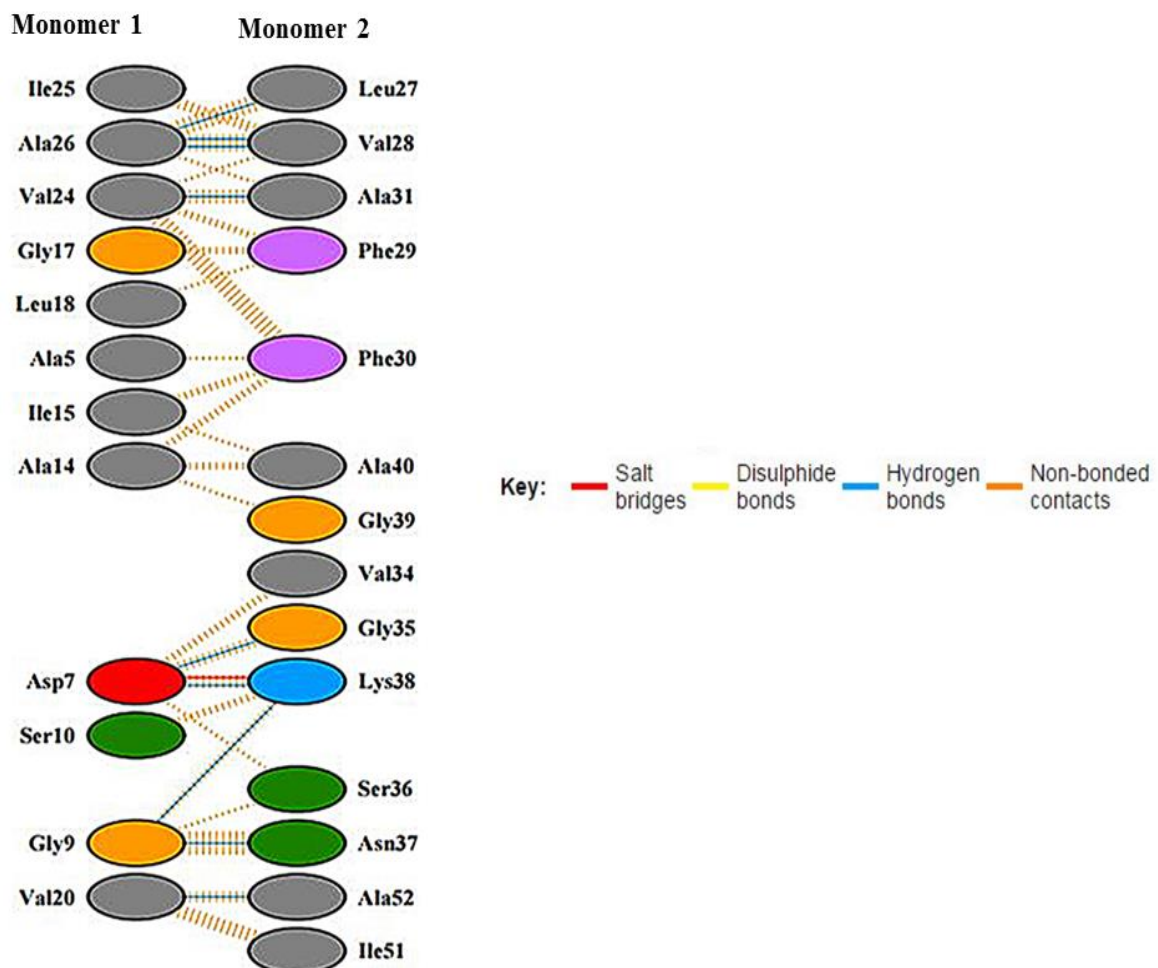 Monomer 1 Monomer 2
Ile25 Leu27
Ala26 Val28
Val24 Ala31
Gly17 Phe29
Leu18
Ala5 Phe30
Ile15
Ala14 Ala40
Gly39
Val34
Gly35
Asp7 Lys38
Ser10
Ser36
Gly9 Asn37
Val20 Ala52
Ile51
Key: Salt bridges Disulphide bonds Hydrogen bonds Non-bonded contacts